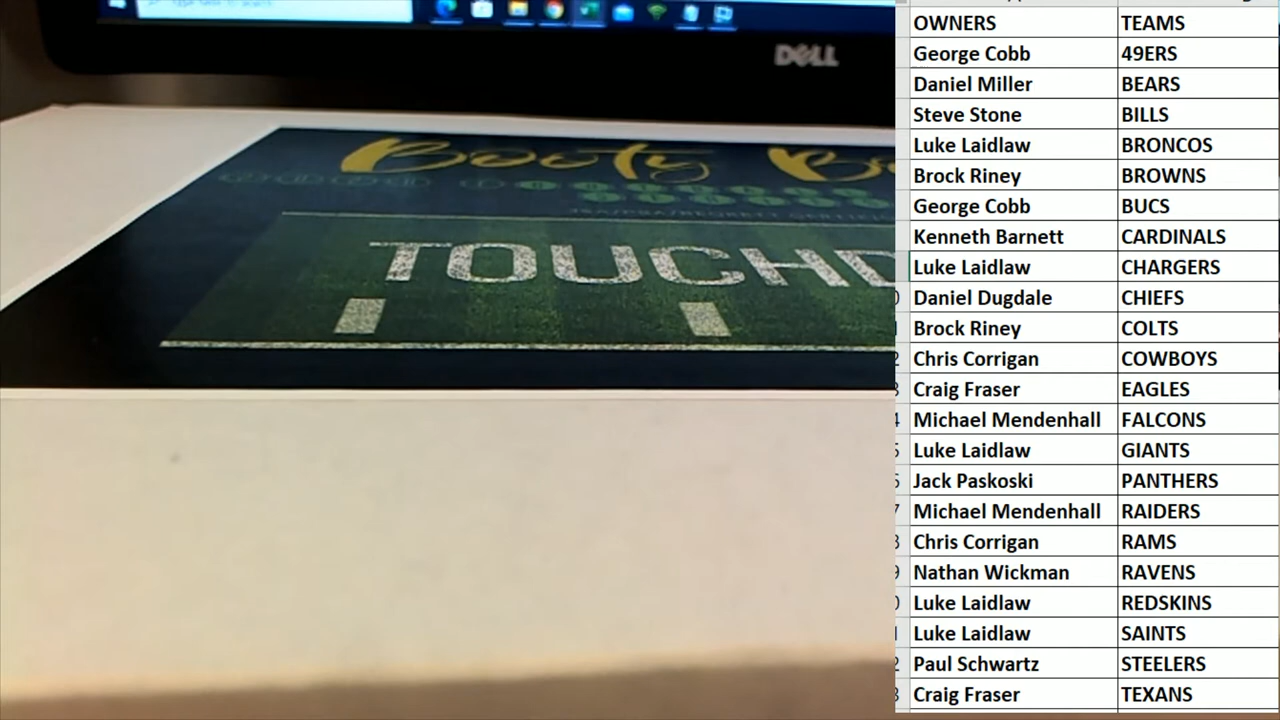 DELL
Booty
TOUCHD
OWNERS TEAMS
George Cobb 49ERS
Daniel Miller BEARS
Steve Stone BILLS
Luke Laidlaw BRONCOS
Brock Riney BROWNS
George Cobb BUCS
Kenneth Barnett CARDINALS
Luke Laidlaw CHARGERS
Daniel Dugdale CHIEFS
Brock Riney COLTS
Chris Corrigan COWBOYS
Craig Fraser EAGLES
Michael Mendenhall FALCONS
Luke Laidlaw GIANTS
Jack Paskoski PANTHERS
Michael Mendenhall RAIDERS
Chris Corrigan RAMS
Nathan Wickman RAVENS
Luke Laidlaw REDSKINS
Luke Laidlaw SAINTS
Paul Schwartz STEELERS
Craig Fraser TEXANS